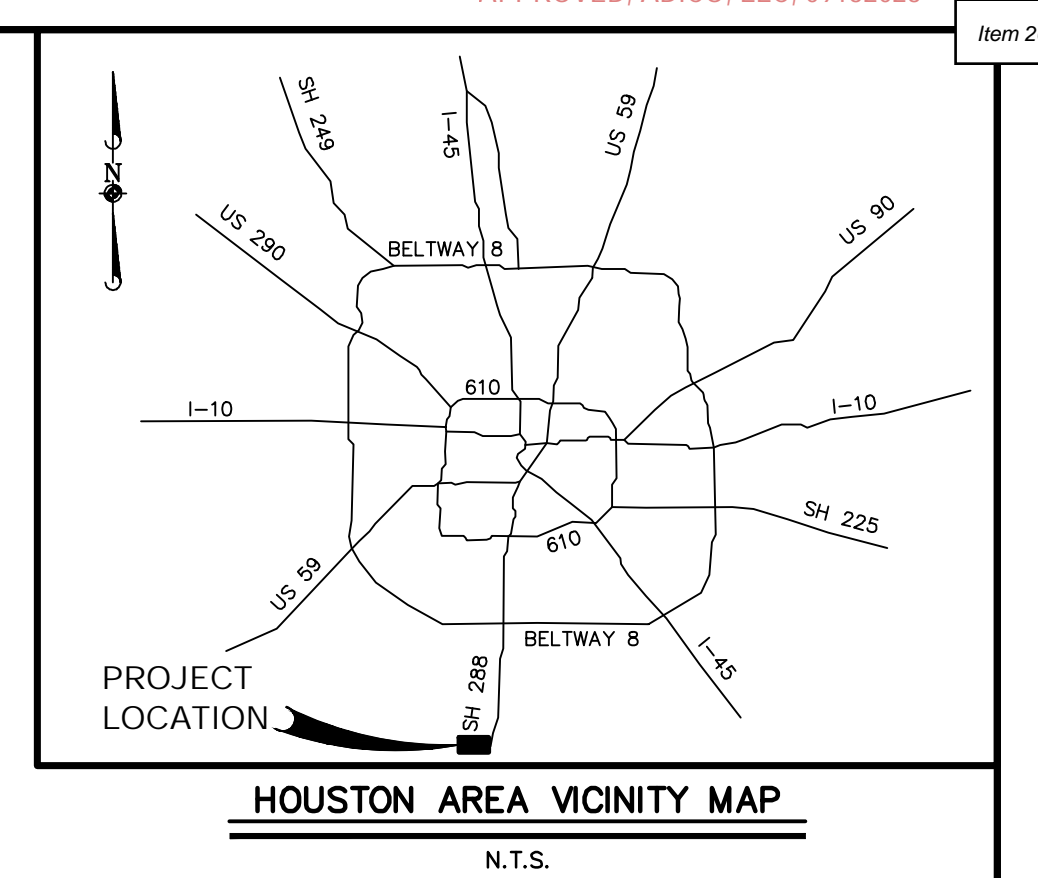 Item 2
SH 249
I-45
US 59
N
US 290
US 90
BELTWAY 8
610
I-10
I-10
SH 225
610
US 59
BELTWAY 8
I-45
SH 288
PROJECT
LOCATION
HOUSTON AREA VICINITY MAP
N.T.S.